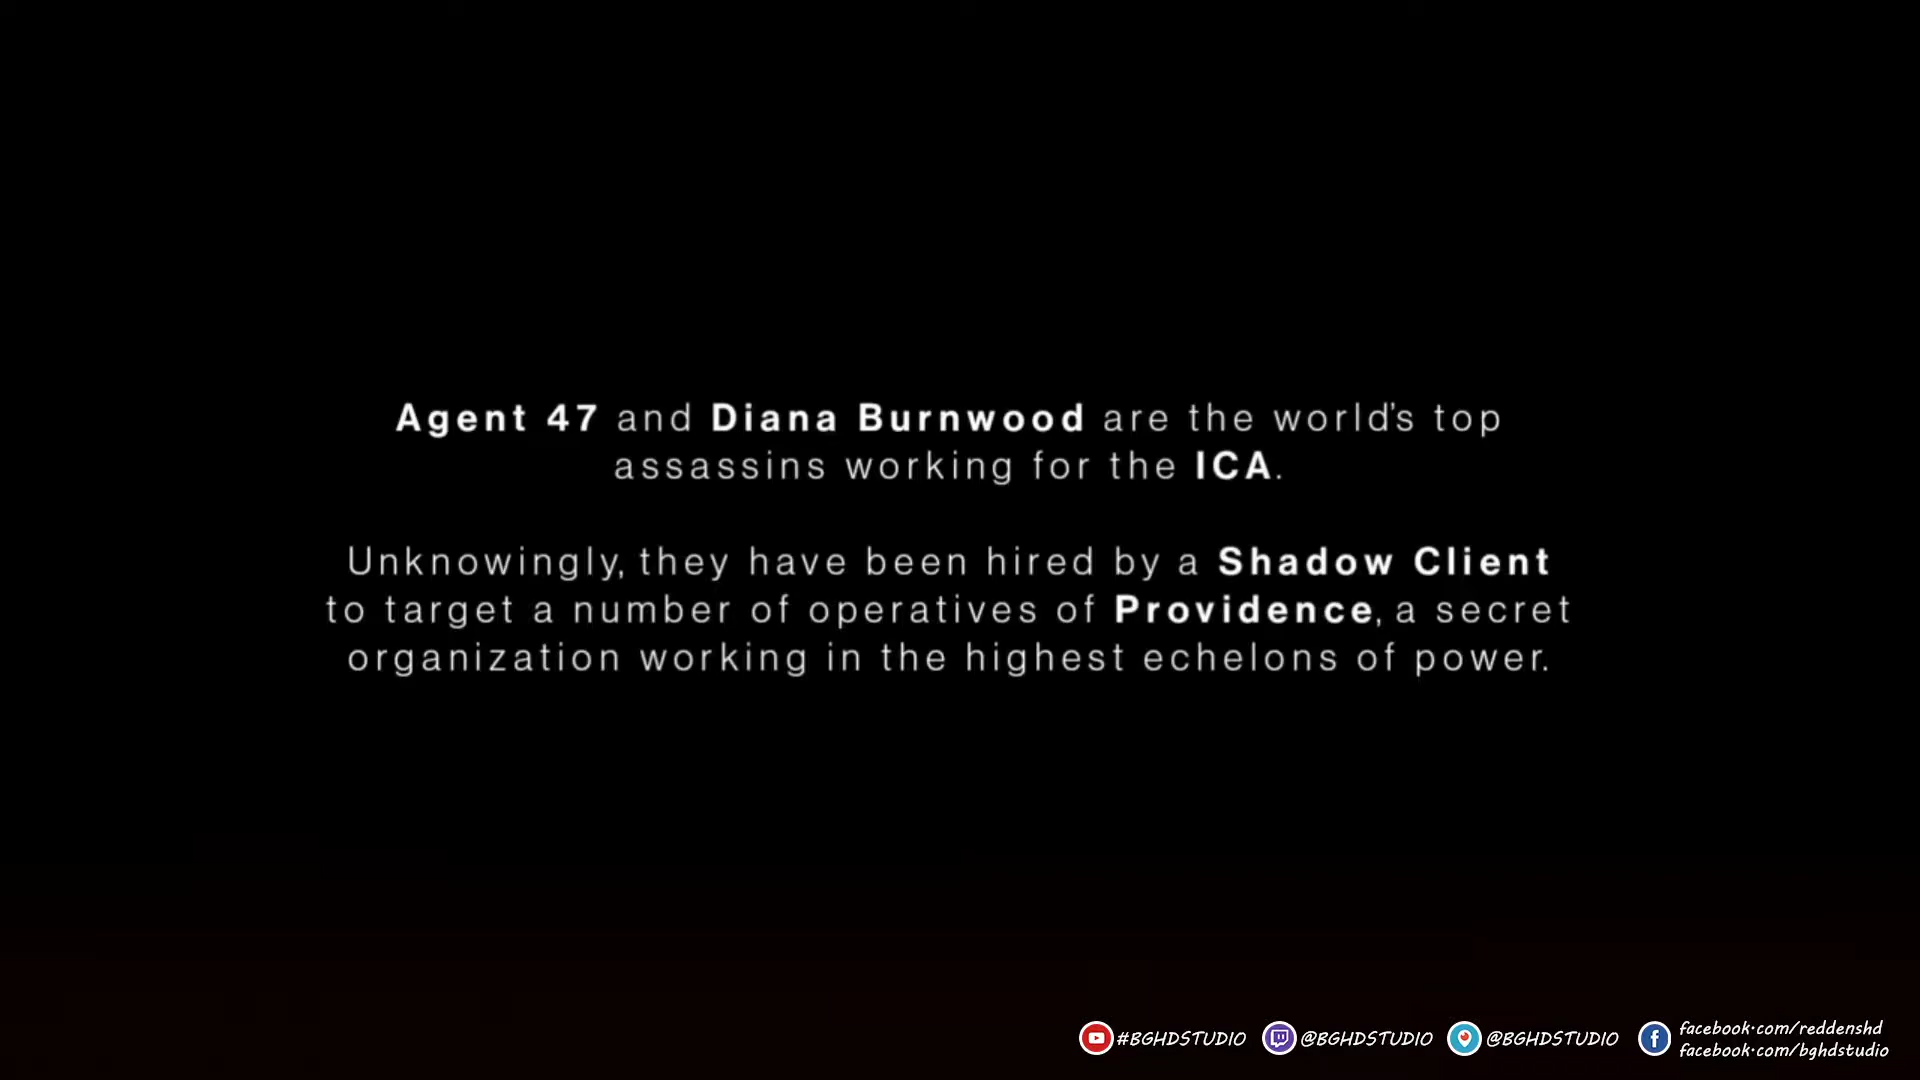 Agent 47 and Diana Burnwood are the world's top
assassins working for the ICA.
Unknowingly, they have been hired by a Shadow Client
to target a number of operatives of Providence, a secret
organization working in the highest echelons of power.
#BGHDSTUDIO @BGHDSTUDIO @BGHDSTUDIO facebook.com/reddenshd
facebook.com/bghdstudio